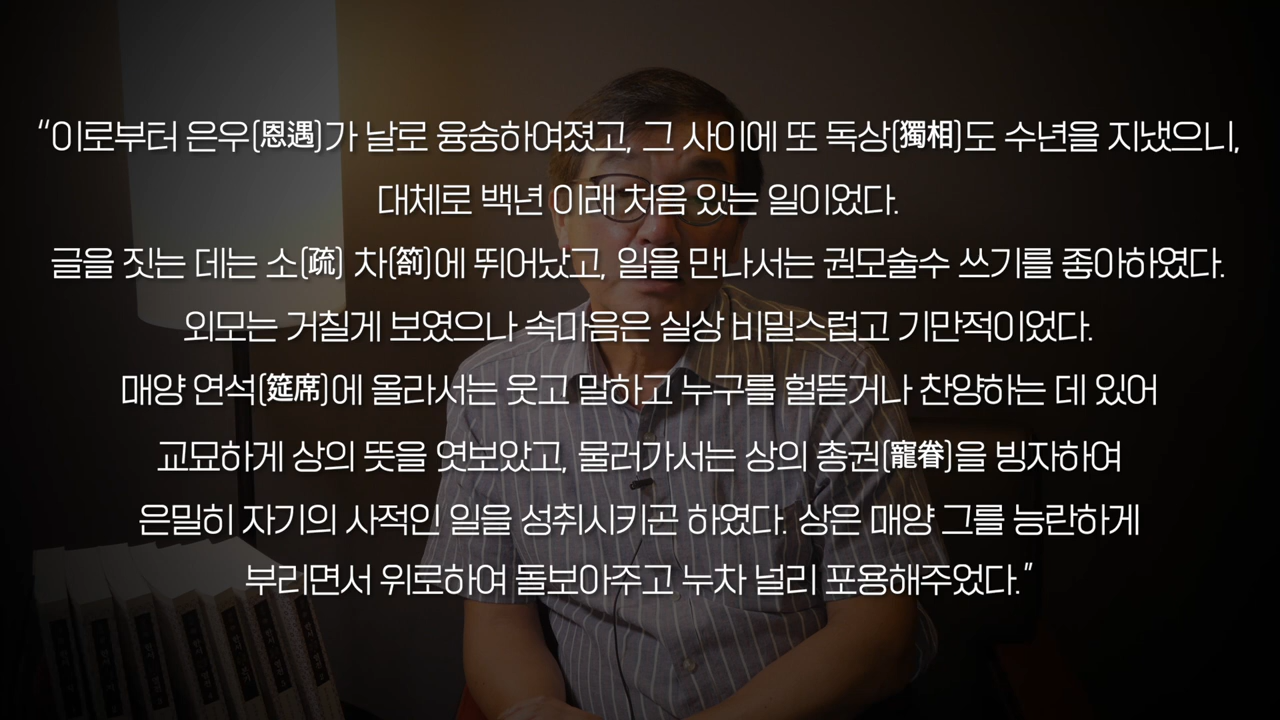 “이로부터 은우(恩遇)가 날로 융숭하여졌고, 그 사이에 또 독상(獨相)도 수년을 지냈으니,
대체로 백년 이래 처음 있는 일이었다.
글을 짓는 데는 소(疏) 차(箚)에 뛰어났고, 일을 만나서는 권모술수 쓰기를 좋아하였다.
외모는 거칠게 보였으나 속마음은 실상 비밀스럽고 기만적이었다.
매양 연석(筵席)에 올라서는 웃고 말하고 누구를 헐뜯거나 찬양하는 데 있어
교묘하게 상의 뜻을 엿보았고, 물러가서는 상의 총권(寵眷)을 빙자하여
은밀히 자기의 사적인 일을 성취시키곤 하였다. 상은 매양 그를 능란하게
부리면서 위로하여 돌보아주고 누차 널리 포용해주었다.”